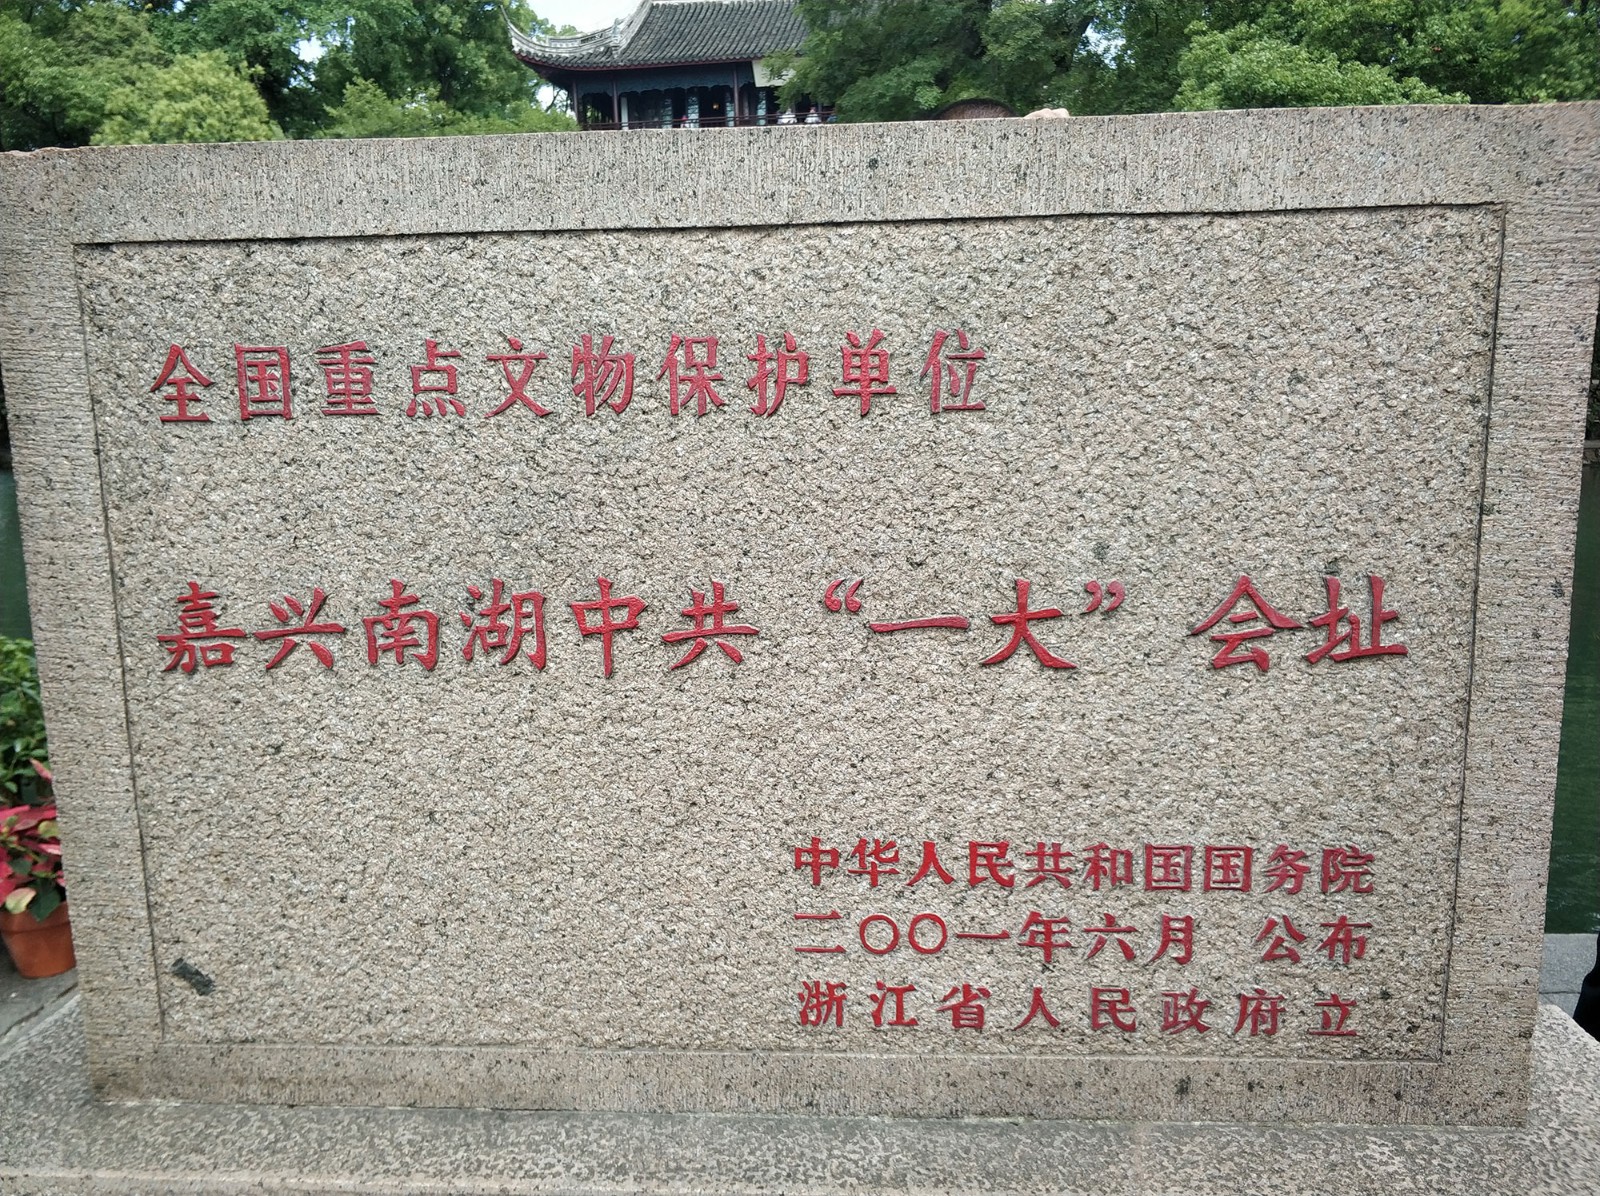 全国重点文物保护单位
嘉兴南湖中共“一大”会址
中华人民共和国国务院
二〇〇一年六月 公布
浙江省人民政府立